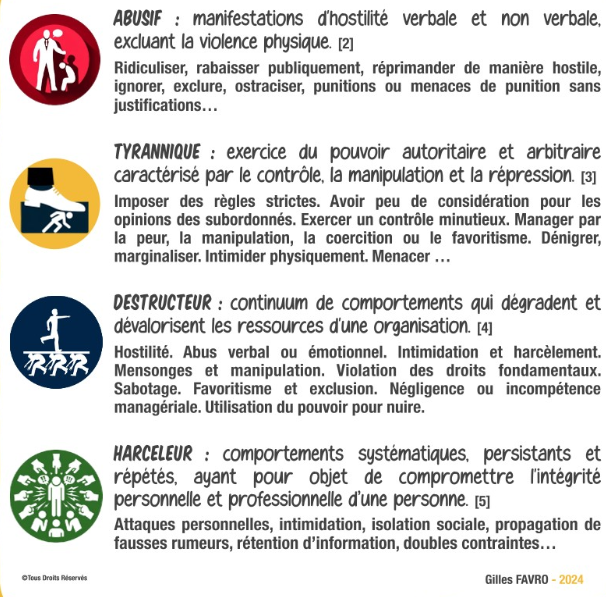 ABUSIF : manifestations d'hostilité verbale et non verbale,
excluant la violence physique. [2]
Ridiculiser, rabaisser publiquement, réprimander de manière hostile,
ignorer, exclure, ostraciser, punitions ou menaces de punition sans
justifications...
TYRANNIQUE : exercice du pouvoir autoritaire et arbitraire
caractérisé par le contrôle, la manipulation et la répression. [3]
Imposer des règles strictes. Avoir peu de considération pour les
opinions des subordonnés. Exercer un contrôle minutieux. Manager par
la peur, la manipulation, la coercition ou le favoritisme. Dénigrer,
marginaliser. Intimider physiquement. Menacer ...
DESTRUCTEUR : continuum de comportements qui dégradent et
dévalorisent les ressources d'une organisation. [4]
Hostilité. Abus verbal ou émotionnel. Intimidation et harcèlement.
Mensonges et manipulation. Violation des droits fondamentaux.
Sabotage. Favoritisme et exclusion. Négligence ou incompétence
managériale. Utilisation du pouvoir pour nuire.
HARCELEUR : comportements systématiques, persistants et
répétés, ayant pour objet de compromettre l'intégrité
personnelle et professionnelle d'une personne. [5]
Attaques personnelles, intimidation, isolation sociale, propagation de
fausses rumeurs, rétention d'information, doubles contraintes...
©Tous Droits Réservés
Gilles FAVRO - 2024